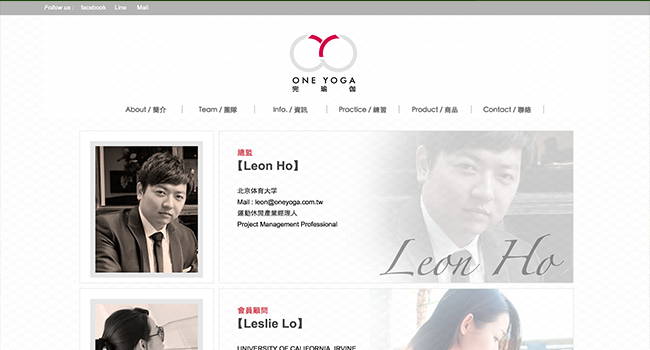 Follow us : facebook Line Mail
ONE YOGA
完 瑜 伽
About / 簡介 Team / 團隊 Info. / 資訊 Practice / 練習 Product / 商品 Contact / 聯絡
總監
【Leon Ho】
北京体育大学
Mail : leon@oneyoga.com.tw
運動休閒產業經理人
Project Management Professional
Leon Ho
會員顧問
【Leslie Lo】
UNIVERSITY OF CALIFORNIA, IRVINE